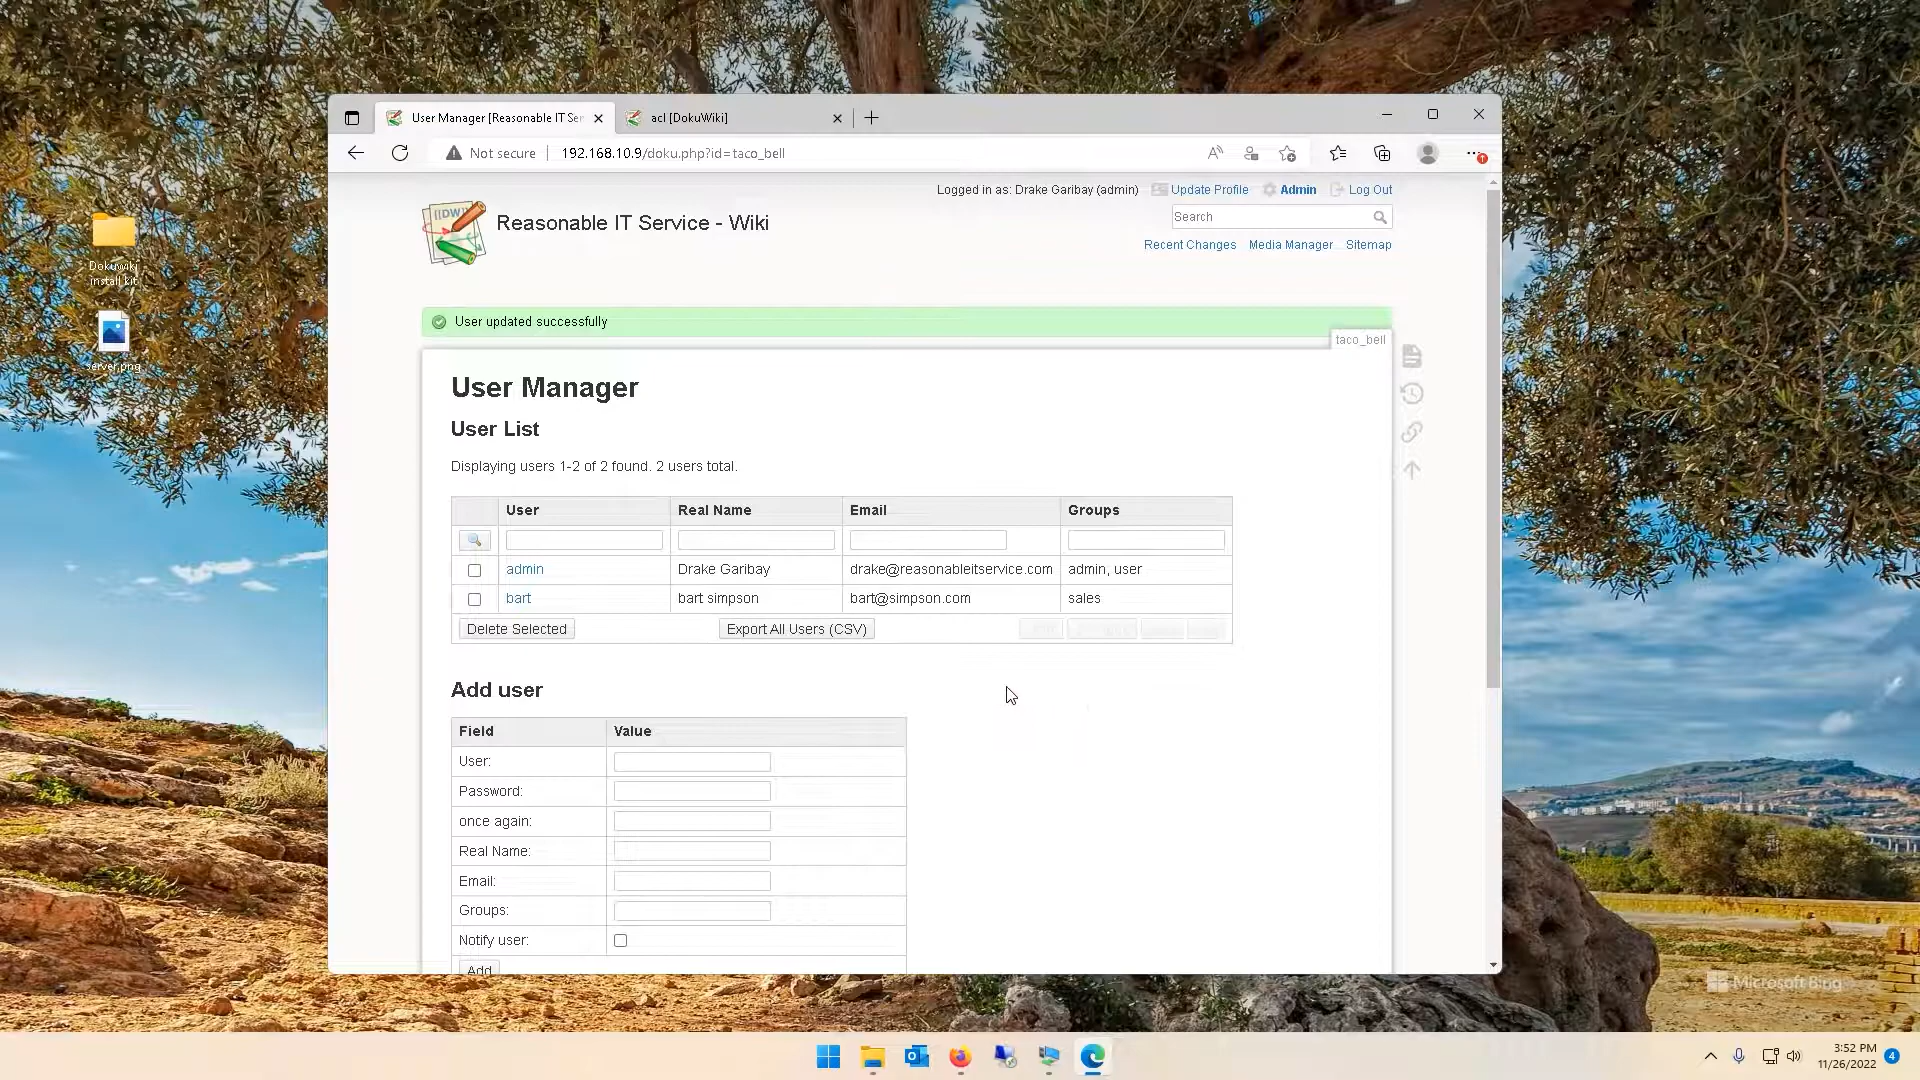 User Manager [Reasonable IT Ser
acl [DokuWiki]
Not secure
192.168.10.9/doku.php?id=taco_bell
Logged in as: Drake Garibay (admin)
Update Profile
Admin
Log Out
[[DW]]
Reasonable IT Service - Wiki
Search
Recent Changes
Media Manager
Sitemap
Dokuwiki
install kit
server.png
User updated successfully
taco_bell
User Manager
User List
Displaying users 1-2 of 2 found. 2 users total.
User Real Name Email Groups
admin Drake Garibay drake@reasonableitservice.com admin, user
bart bart simpson bart@simpson.com sales
Delete Selected
Export All Users (CSV)
Add user
Field Value
User:
Password:
once again:
Real Name:
Email:
Groups:
Notify user:
Add
Microsoft Bing
3:52 PM
11/26/2022
4